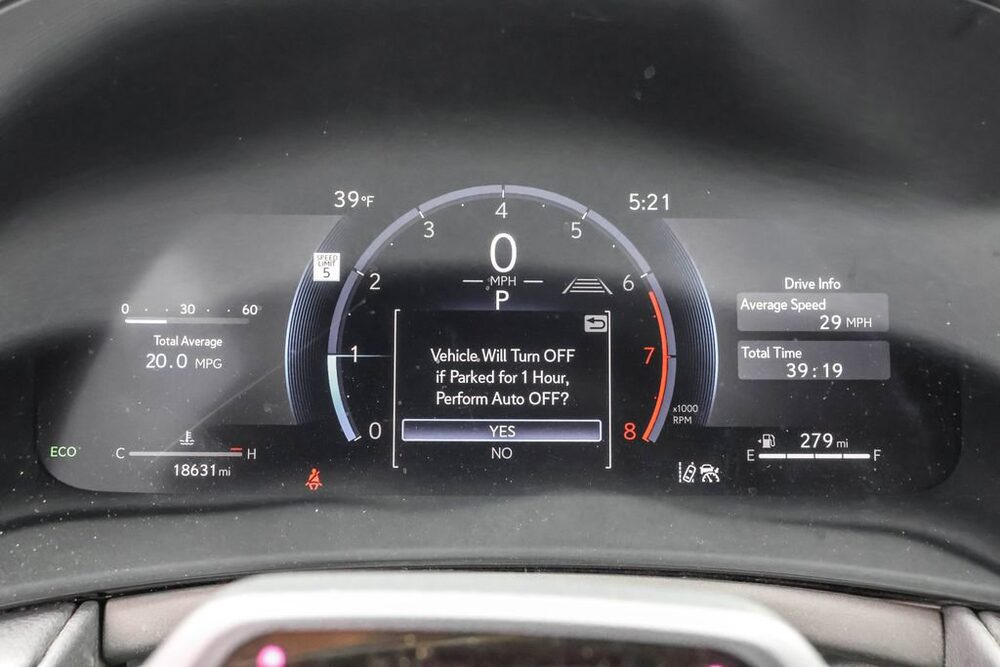 39°F
5:21
4
3
5
0
MPH
P
2
6
SPEED
LIMIT
5
0 30 60
Total Average
20.0 MPG
Drive Info
Average Speed
29 MPH
Total Time
39:19
1
7
Vehicle Will Turn OFF
if Parked for 1 Hour,
Perform Auto OFF?
YES
NO
0
8
x1000
RPM
ECO
C H
18631 mi
279 mi
E F